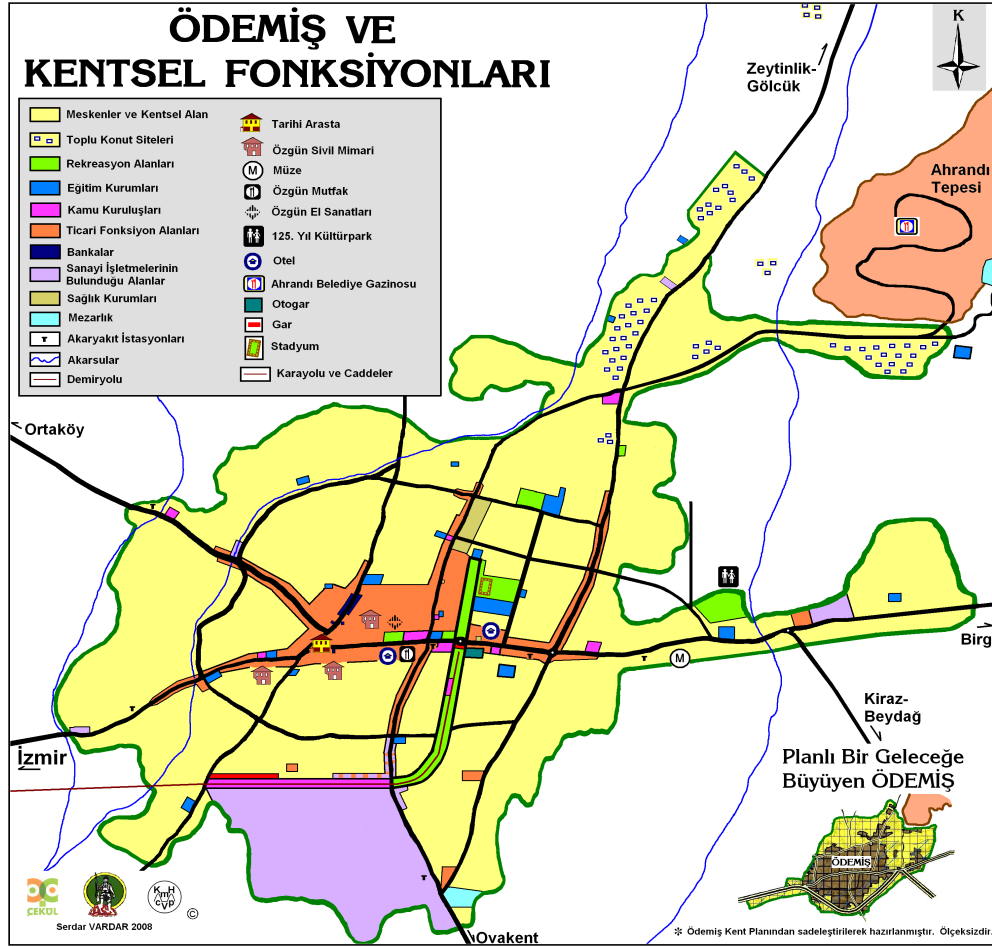 ÖDEMİŞ VE
KENTSEL FONKSİYONLARI
K
Zeytinlik-
Gölcük
Ahrandı
Tepesi
Meskenler ve Kentsel Alan
Toplu Konut Siteleri
Rekreasyon Alanları
Eğitim Kurumları
Kamu Kuruluşları
Ticari Fonksiyon Alanları
Bankalar
Sanayi İşletmelerinin
Bulunduğu Alanlar
Sağlık Kurumları
Mezarlık
Akaryakıt İstasyonları
Akarsular
Demiryolu
Tarihi Arasta
Özgün Sivil Mimari
M
Müze
Özgün Mutfak
Özgün El Sanatları
125. Yıl Kültürpark
Otel
Ahrandı Belediye Gazinosu
Otogar
Gar
Stadyum
Karayolu ve Caddeler
Ortaköy
M
Birg
Kiraz-
Beydağ
İzmir
Planlı Bir Geleceğe
Büyüyen ÖDEMİŞ
ÖDEMİŞ
ÇEKÜL
K m H
c V P
©
Serdar VARDAR 2008
Ovakent
* Ödemiş Kent Planından sadeleştirilerek hazırlanmıştır. Ölçeksizdir.